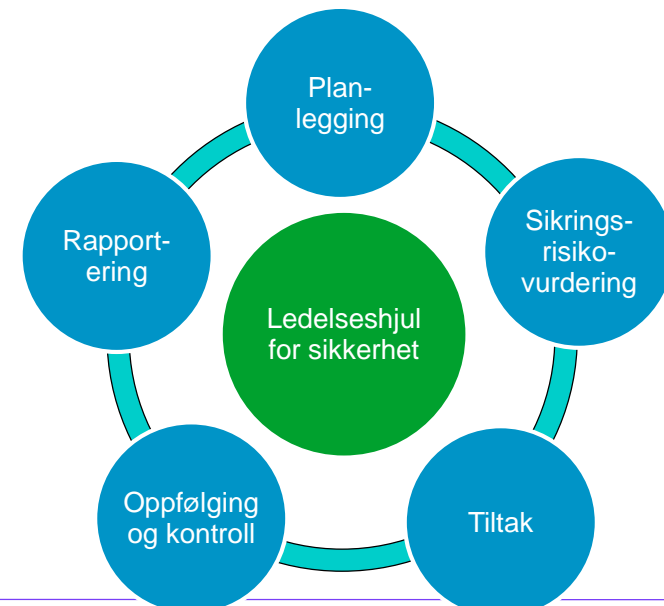 Plan-
legging
Sikrings-
risiko-
vurdering
Tiltak
Oppfølging
og kontroll
Rapport-
ering
Ledelseshjul
for sikkerhet